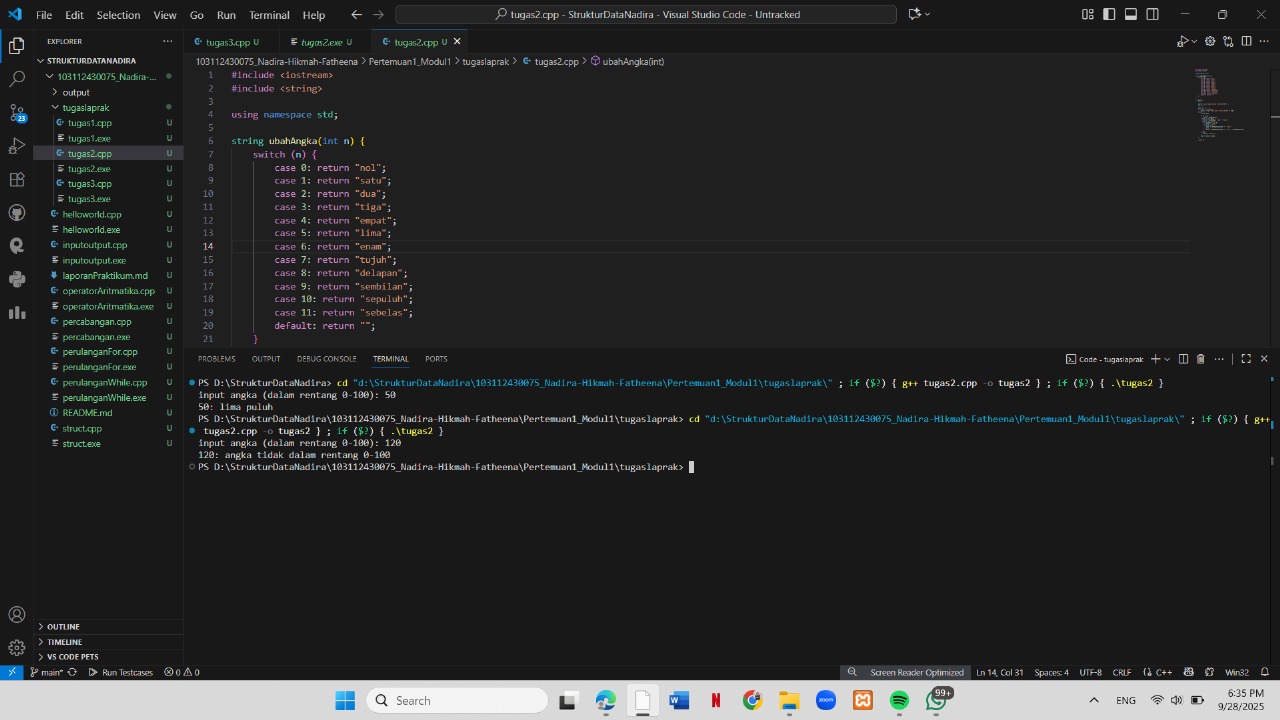 File Edit Selection View Go Run Terminal Help
tugas2.cpp - StrukturDataNadira - Visual Studio Code - Untracked
EXPLORER
STRUKTURDATANADIRA
103112430075_Nadira-...
output
tugaslaprak
tugas1.cpp U
tugas1.exe U
tugas2.cpp U
tugas2.exe U
tugas3.cpp U
tugas3.exe U
helloworld.cpp U
helloworld.exe U
inputoutput.cpp U
inputoutput.exe U
laporanPraktikum.md U
operatorAritmatika.cpp U
operatorAritmatika.exe U
percabangan.cpp U
percabangan.exe U
perulanganFor.cpp U
perulanganFor.exe U
perulanganWhile.cpp U
perulanganWhile.exe U
README.md U
struct.cpp U
struct.exe U
OUTLINE
TIMELINE
VS CODE PETS
23
tugas3.cpp U tugas2.exe U tugas2.cpp U
103112430075_Nadira-Hikmah-Fatheena > Pertemuan1_Modul1 > tugaslaprak > tugas2.cpp > ubahAngka(int)
1 #include <iostream>
2 #include <string>
3
4 using namespace std;
5
6 string ubahAngka(int n) {
7 switch (n) {
8 case 0: return "nol";
9 case 1: return "satu";
10 case 2: return "dua";
11 case 3: return "tiga";
12 case 4: return "empat";
13 case 5: return "lima";
14 case 6: return "enam";
15 case 7: return "tujuh";
16 case 8: return "delapan";
17 case 9: return "sembilan";
18 case 10: return "sepuluh";
19 case 11: return "sebelas";
20 default: return "";
21 }
PROBLEMS OUTPUT DEBUG CONSOLE TERMINAL PORTS
Code - tugaslaprak
PS D:\StrukturDataNadira> cd "d:\StrukturDataNadira\103112430075_Nadira-Hikmah-Fatheena\Pertemuan1_Modul1\tugaslaprak\" ; if ($?) { g++ tugas2.cpp -o tugas2 } ; if ($?) { .\tugas2 }
input angka (dalam rentang 0-100): 50
50: lima puluh
PS D:\StrukturDataNadira\103112430075_Nadira-Hikmah-Fatheena\Pertemuan1_Modul1\tugaslaprak> cd "d:\StrukturDataNadira\103112430075_Nadira-Hikmah-Fatheena\Pertemuan1_Modul1\tugaslaprak\" ; if ($?) { g++
tugas2.cpp -o tugas2 } ; if ($?) { .\tugas2 }
input angka (dalam rentang 0-100): 120
120: angka tidak dalam rentang 0-100
PS D:\StrukturDataNadira\103112430075_Nadira-Hikmah-Fatheena\Pertemuan1_Modul1\tugaslaprak>
main* Run Testcases 0 0
Screen Reader Optimized Ln 14, Col 31 Spaces: 4 UTF-8 CRLF {} C++ Win32
Search
zoom
99+
ENG
6:35 PM
9/28/2025